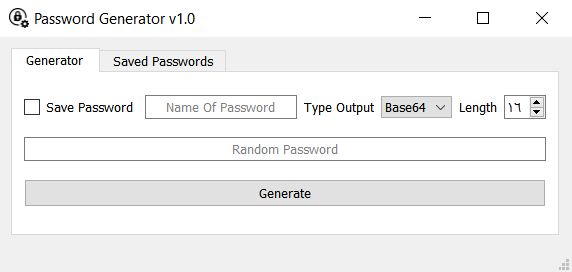 Password Generator v1.0
Generator Saved Passwords
Save Password Name Of Password Type Output Base64 Length ١٦
Random Password
Generate